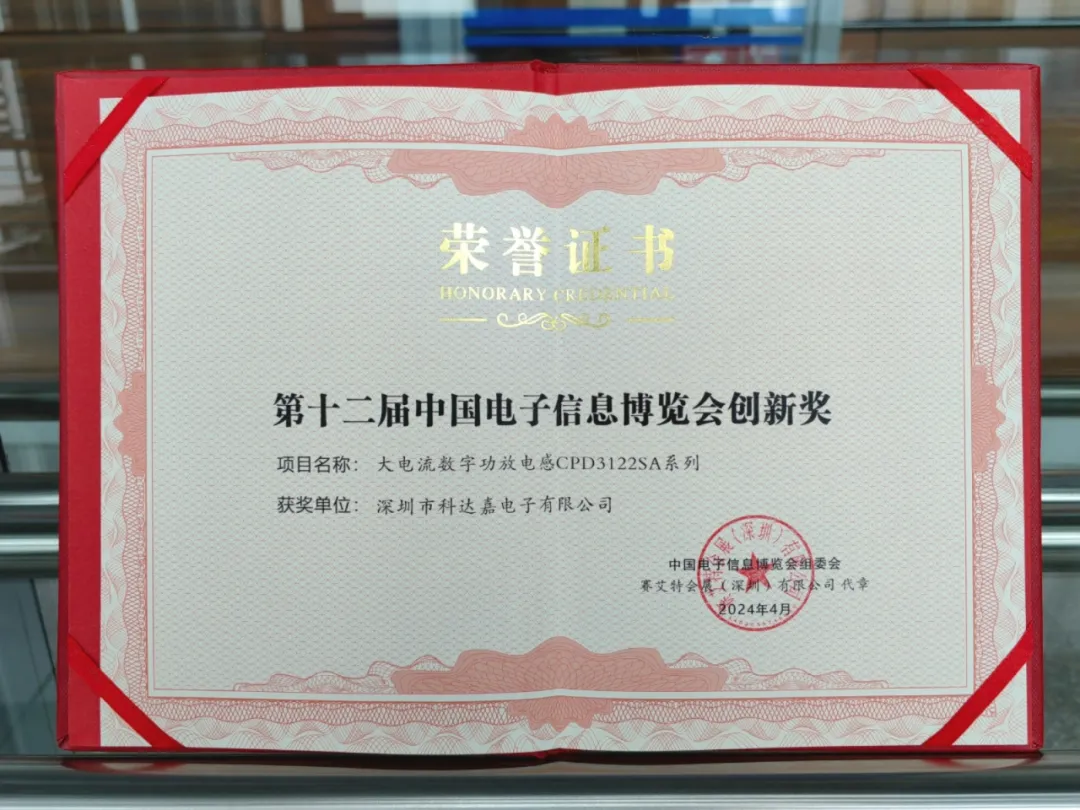 荣誉证书
HONORARY CREDENTIAL
第十二届中国电子信息博览会创新奖
项目名称： 大电流数字功放电感CPD3122SA系列
获奖单位： 深圳市科达嘉电子有限公司
中国电子信息博览会组委会
赛艾特会展（深圳）有限公司 代章
2024年4月